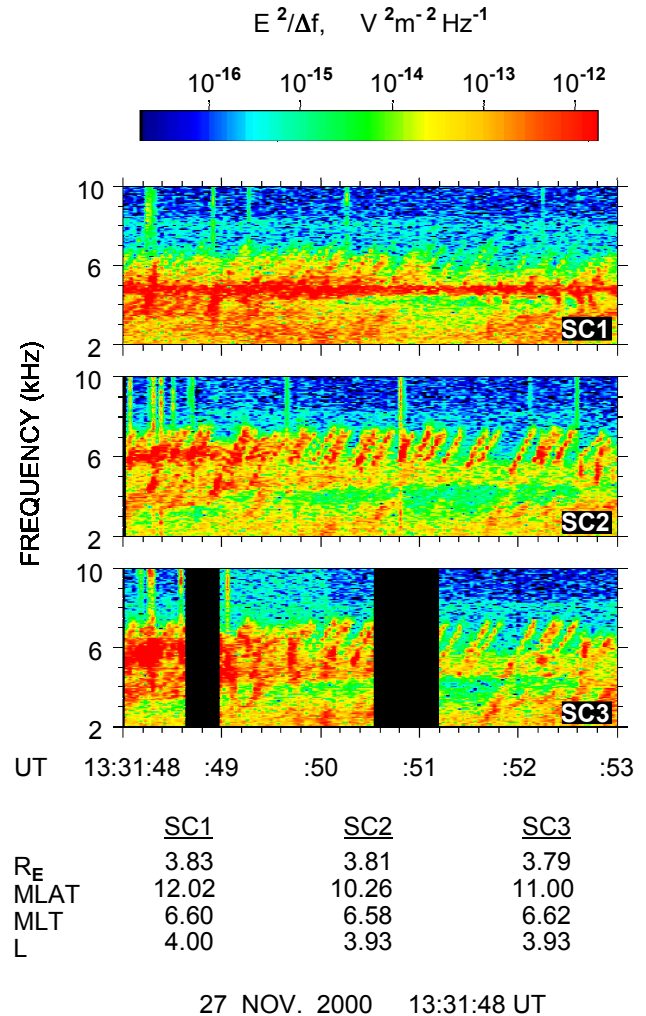 E ²/Δf,   V ²m⁻² Hz⁻¹
10⁻¹⁶ 10⁻¹⁵ 10⁻¹⁴ 10⁻¹³ 10⁻¹²
10
6
2
SC1
10
6
2
SC2
10
6
2
SC3
FREQUENCY (kHz)
UT 13:31:48 :49 :50 :51 :52 :53
SC1 SC2 SC3
R_E 3.83 3.81 3.79
MLAT 12.02 10.26 11.00
MLT 6.60 6.58 6.62
L 4.00 3.93 3.93
27 NOV. 2000 13:31:48 UT